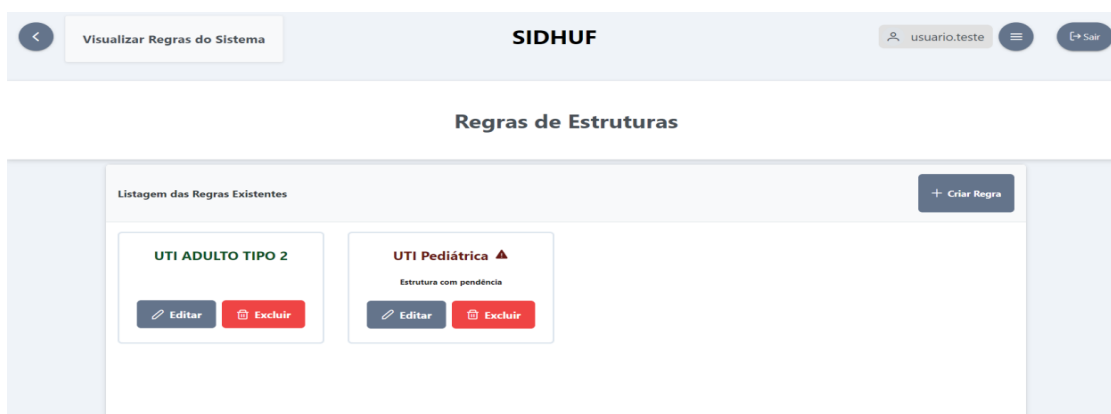 Visualizar Regras do Sistema
SIDHUF
usuario.teste
Sair
Regras de Estruturas
Listagem das Regras Existentes
+ Criar Regra
UTI ADULTO TIPO 2
Editar
Excluir
UTI Pediátrica
Estrutura com pendência
Editar
Excluir